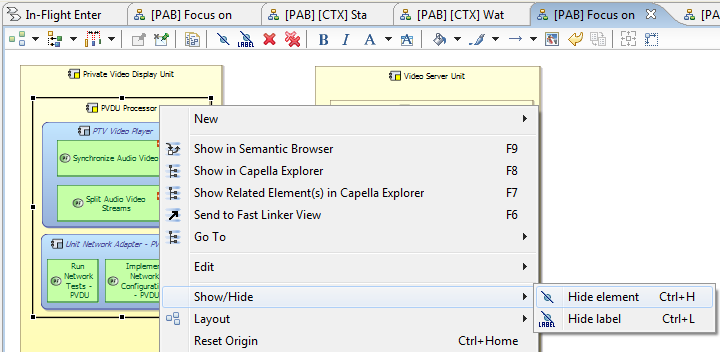 In-Flight Enter
[PAB] Focus on
[PAB] [CTX] Sta
[PAB] [CTX] Wat
[PAB] Focus on
[PA
LABEL
B I A
Private Video Display Unit
Video Server Unit
PVDU Processor
PTV Video Player
Synchronize Audio Video
Split Audio Video
Streams
Unit Network Adapter - PV
Run
Network
Tests -
PVDU
Implemen
Network
Configuration
- PVDU
New
Show in Semantic Browser F9
Show in Capella Explorer F8
Show Related Element(s) in Capella Explorer F7
Send to Fast Linker View F6
Go To
Edit
Show/Hide
Layout
Reset Origin Ctrl+Home
Hide element Ctrl+H
LABEL Hide label Ctrl+L